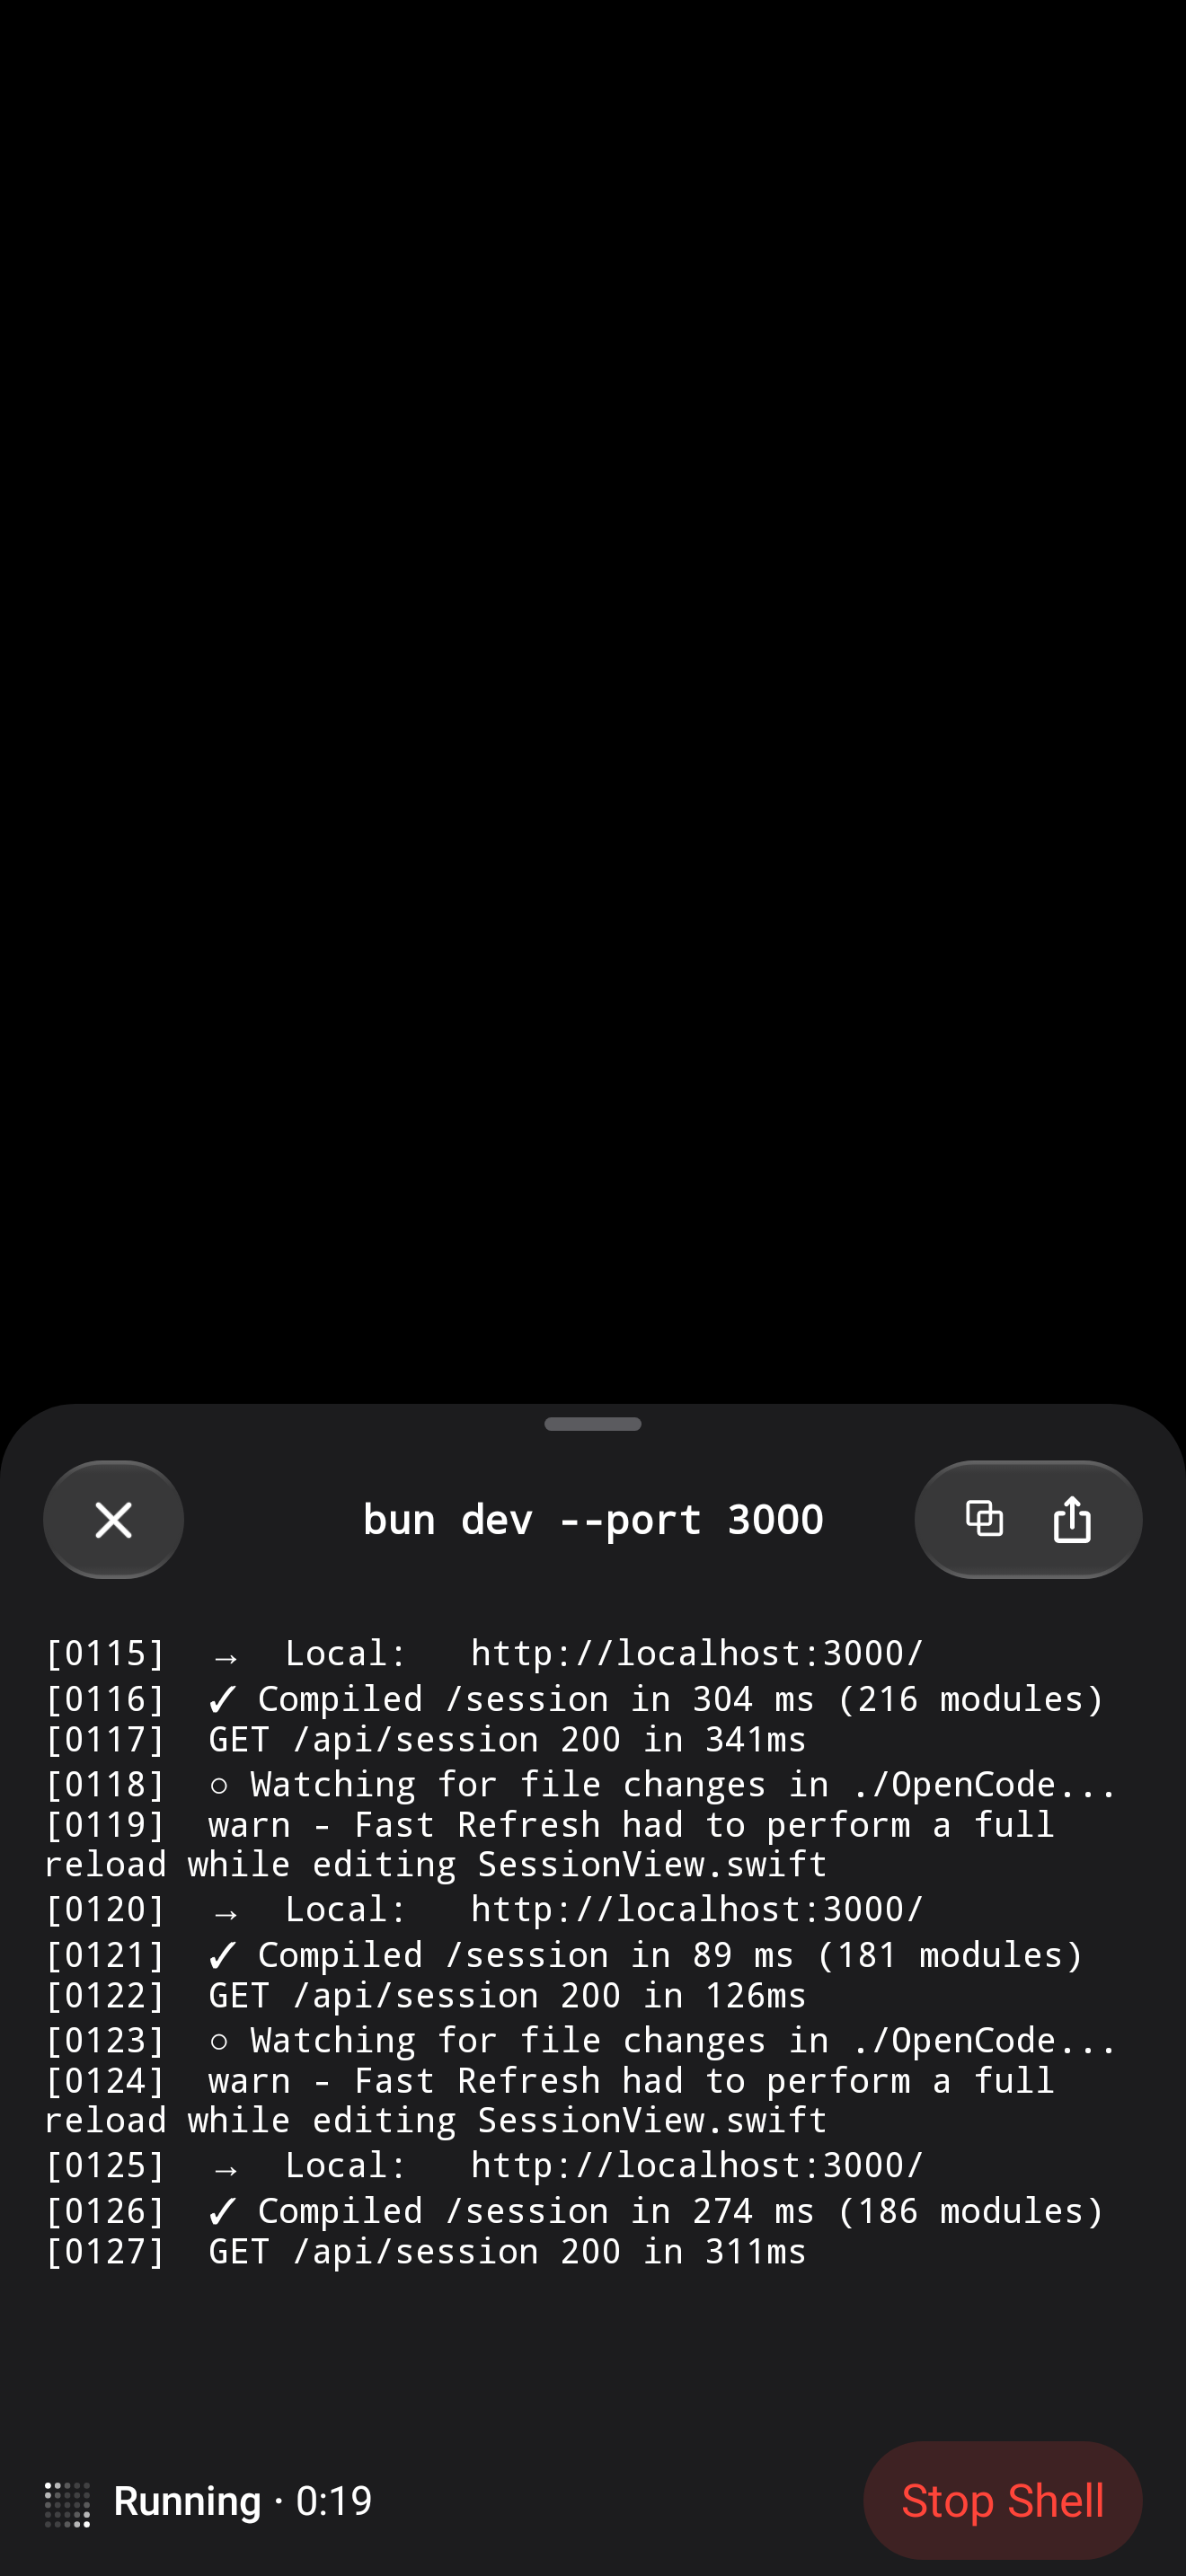 bun dev --port 3000
[0115]  →  Local:   http://localhost:3000/
[0116]  ✓ Compiled /session in 304 ms (216 modules)
[0117]  GET /api/session 200 in 341ms
[0118]  ○ Watching for file changes in ./OpenCode...
[0119]  warn - Fast Refresh had to perform a full
reload while editing SessionView.swift
[0120]  →  Local:   http://localhost:3000/
[0121]  ✓ Compiled /session in 89 ms (181 modules)
[0122]  GET /api/session 200 in 126ms
[0123]  ○ Watching for file changes in ./OpenCode...
[0124]  warn - Fast Refresh had to perform a full
reload while editing SessionView.swift
[0125]  →  Local:   http://localhost:3000/
[0126]  ✓ Compiled /session in 274 ms (186 modules)
[0127]  GET /api/session 200 in 311ms
Running · 0:19
Stop Shell